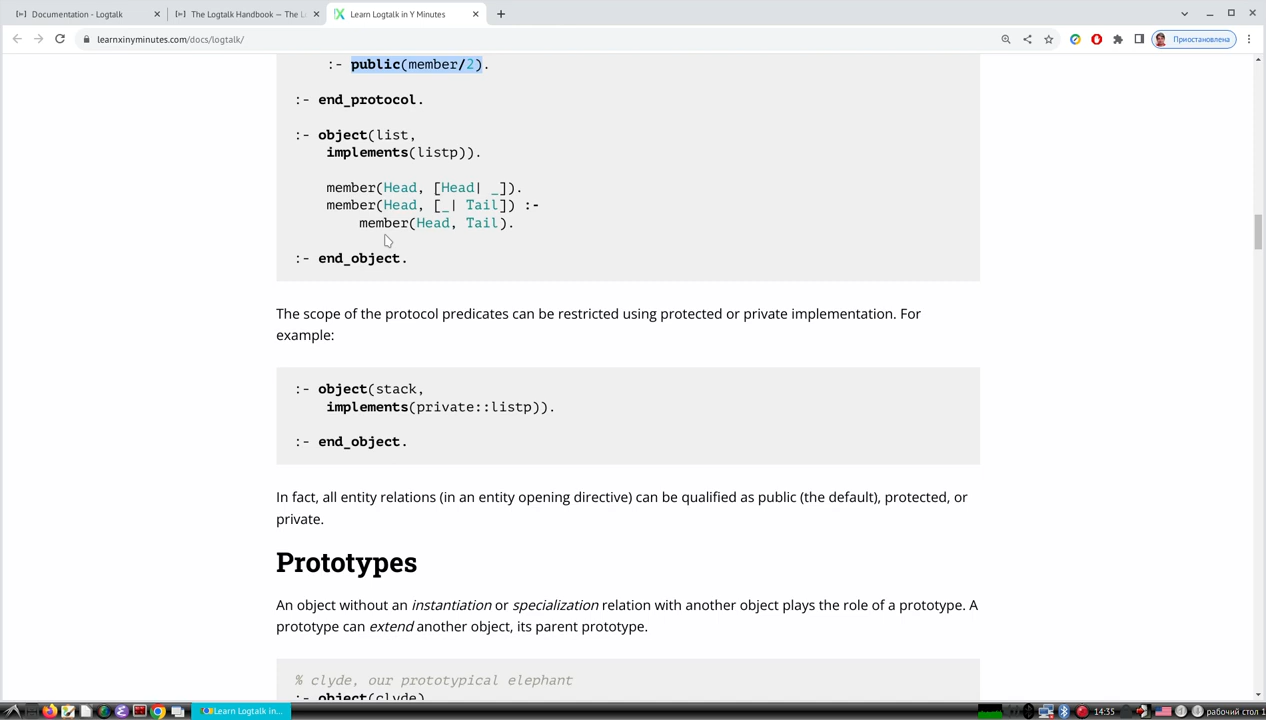 Documentation - Logtalk
The Logtalk Handbook — The L
Learn Logtalk in Y Minutes
learnxinyminutes.com/docs/logtalk/
Приостановлена
:- public(member/2).
:- end_protocol.
:- object(list,
implements(listp)).
member(Head, [Head| _]).
member(Head, [_| Tail]) :-
member(Head, Tail).
:- end_object.
The scope of the protocol predicates can be restricted using protected or private implementation. For
example:
:- object(stack,
implements(private::listp)).
:- end_object.
In fact, all entity relations (in an entity opening directive) can be qualified as public (the default), protected, or
private.
Prototypes
An object without an instantiation or specialization relation with another object plays the role of a prototype. A
prototype can extend another object, its parent prototype.
% clyde, our prototypical elephant
:- object(clyde).
Learn Logtalk in...
14:35
рабочий стол 1